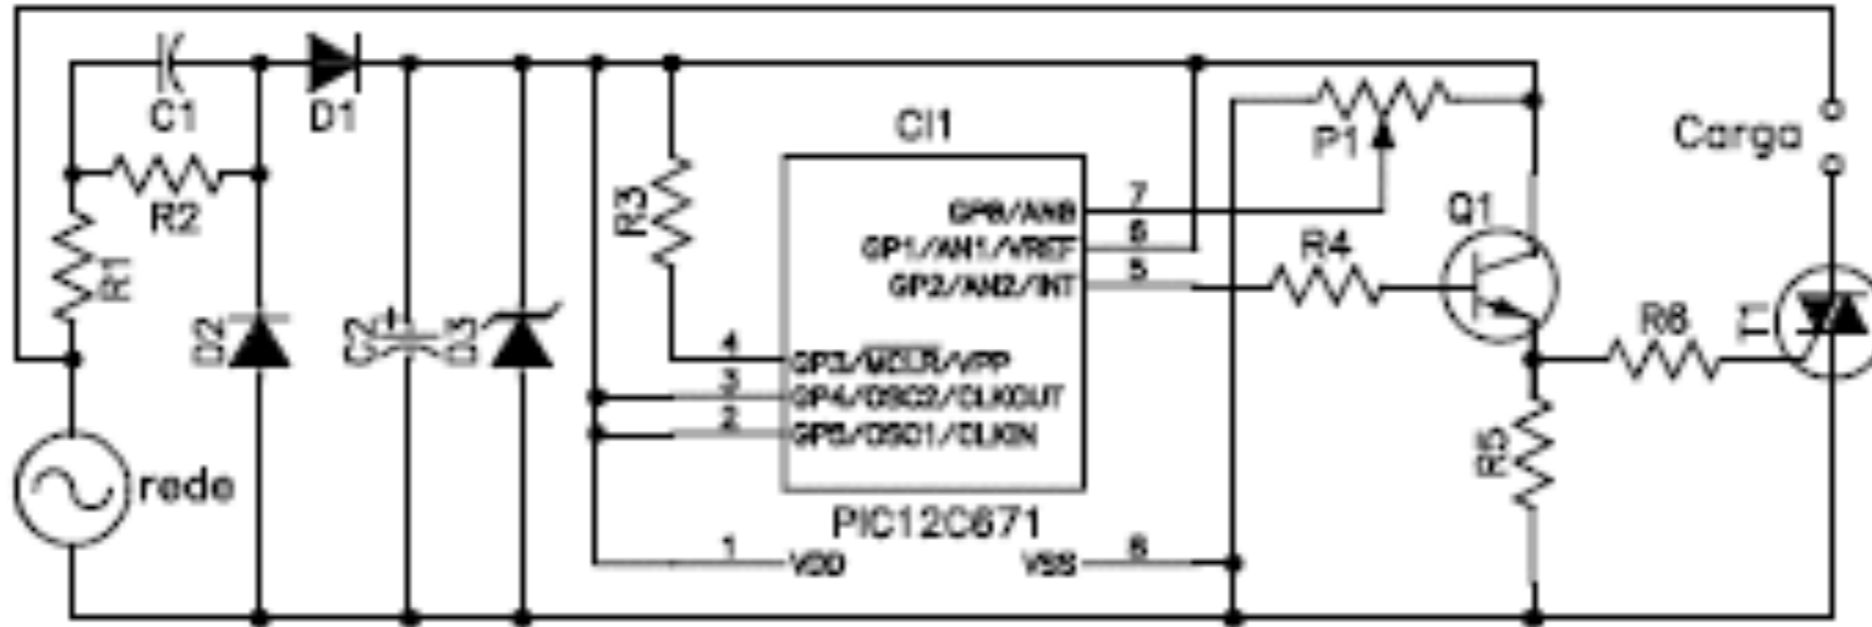 C1
D1
R2
R1
D2
C2
+
D3
R3
CI1
GP0/AN0
7
GP1/AN1/VREF
6
GP2/AN2/INT
5
4
GP3/MCLR/VPP
3
GP4/OSC2/CLKOUT
2
GP5/OSC1/CLKIN
PIC12C671
1
VDD
VSS
8
P1
R4
Q1
R6
R5
T1
Carga
rede